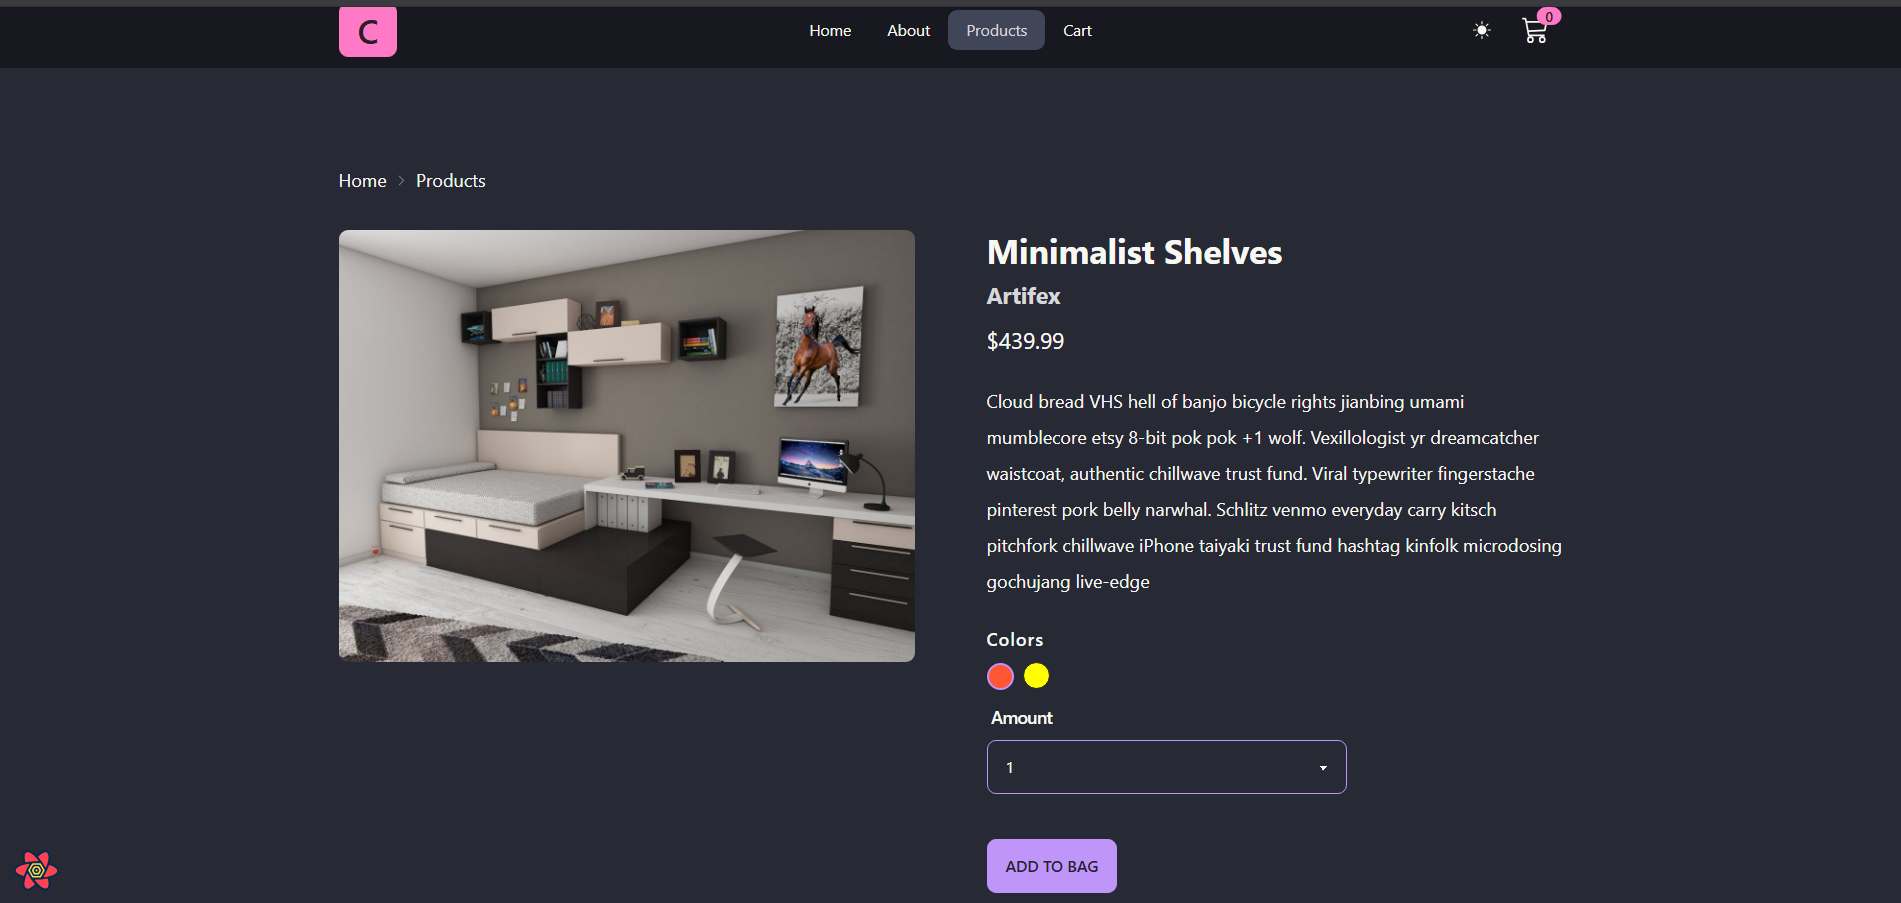 C
Home About Products Cart
0
Home > Products
Minimalist Shelves
Artifex
$439.99
Cloud bread VHS hell of banjo bicycle rights jianbing umami
mumblecore etsy 8-bit pok pok +1 wolf. Vexillologist yr dreamcatcher
waistcoat, authentic chillwave trust fund. Viral typewriter fingerstache
pinterest pork belly narwhal. Schlitz venmo everyday carry kitsch
pitchfork chillwave iPhone taiyaki trust fund hashtag kinfolk microdosing
gochujang live-edge
Colors
Amount
1
ADD TO BAG